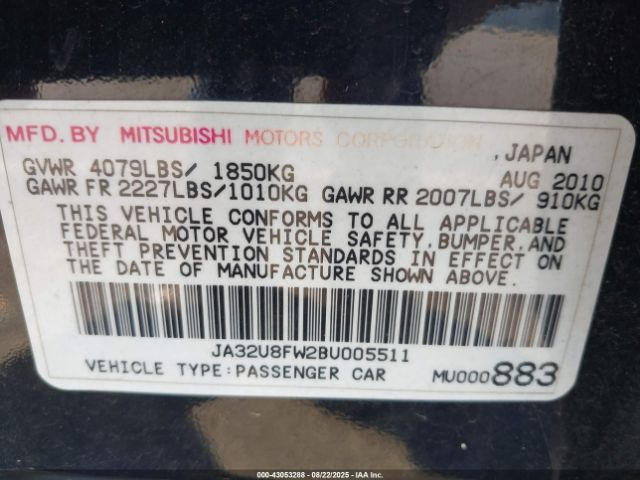 MFD. BY MITSUBISHI MOTORS CORPORATION
, JAPAN
GVWR 4079LBS/ 1850KG
AUG 2010
GAWR FR 2227LBS/1010KG GAWR RR 2007LBS/ 910KG
THIS VEHICLE CONFORMS TO ALL APPLICABLE
FEDERAL MOTOR VEHICLE SAFETY, BUMPER, AND
THEFT PREVENTION STANDARDS IN EFFECT ON
THE DATE OF MANUFACTURE SHOWN ABOVE.
JA32U8FW2BU005511
VEHICLE TYPE:PASSENGER CAR MU000883
000-43053288 - 08/22/2025 - IAA Inc.